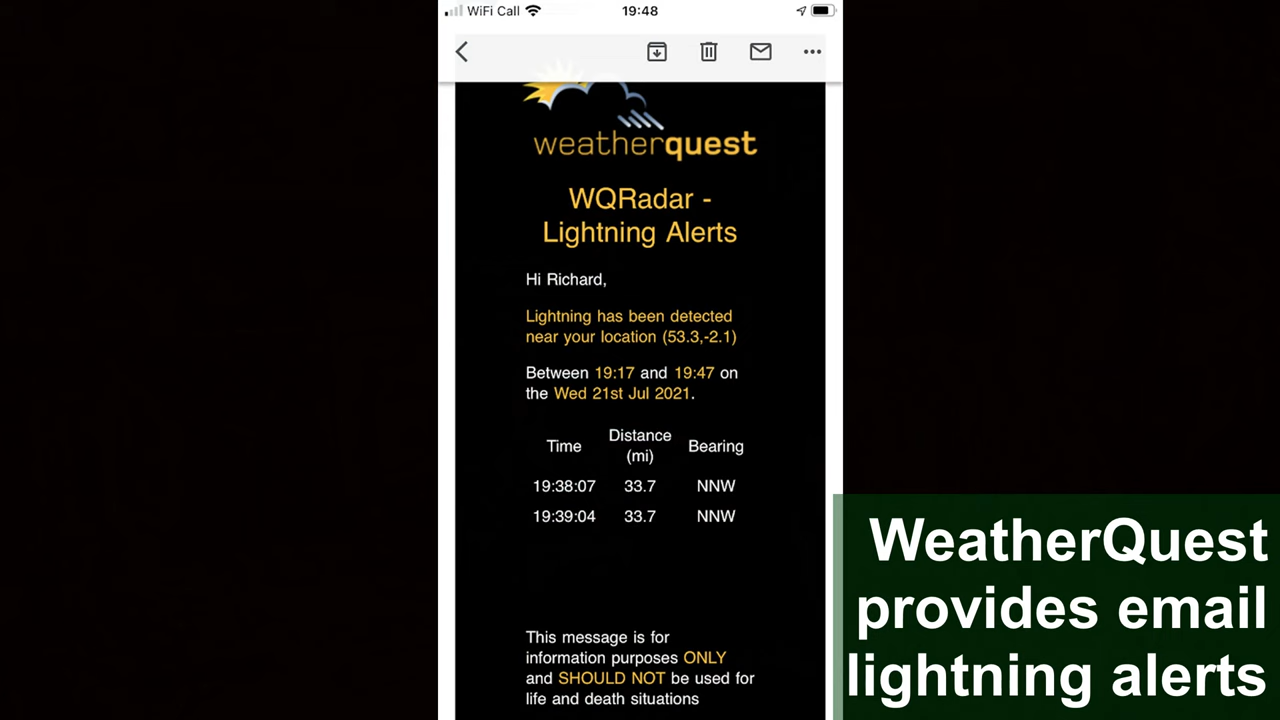 WiFi Call
19:48
weatherquest
WQRadar -
Lightning Alerts
Hi Richard,
Lightning has been detected
near your location (53.3,-2.1)
Between 19:17 and 19:47 on
the Wed 21st Jul 2021.
Time Distance (mi) Bearing
19:38:07 33.7 NNW
19:39:04 33.7 NNW
This message is for
information purposes ONLY
and SHOULD NOT be used for
life and death situations
WeatherQuest
provides email
lightning alerts